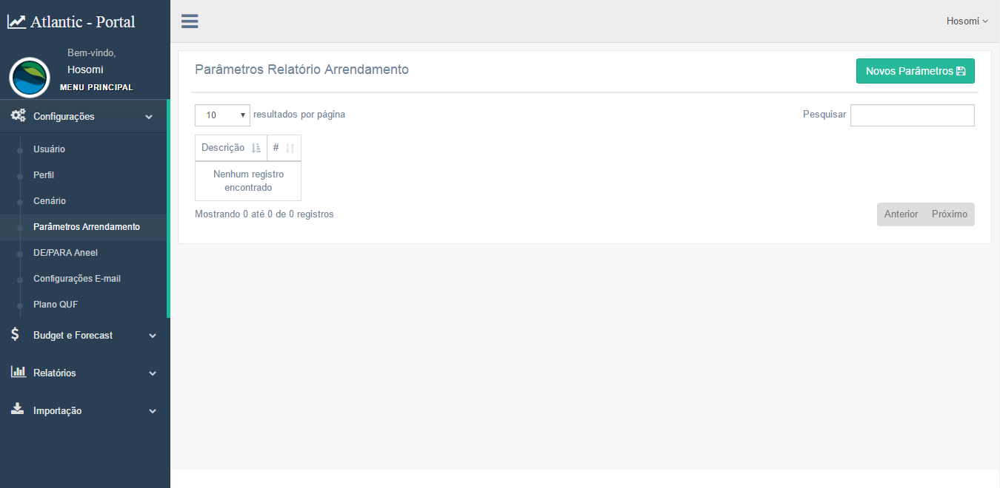 Atlantic - Portal
Bem-vindo,
Hosomi
MENU PRINCIPAL
Configurações
Usuário
Perfil
Cenário
Parâmetros Arrendamento
DE/PARA Aneel
Configurações E-mail
Plano QUF
Budget e Forecast
Relatórios
Importação
Hosomi
Parâmetros Relatório Arrendamento
Novos Parâmetros
10 resultados por página
Pesquisar
Descrição #
Nenhum registro
encontrado
Mostrando 0 até 0 de 0 registros
Anterior Próximo